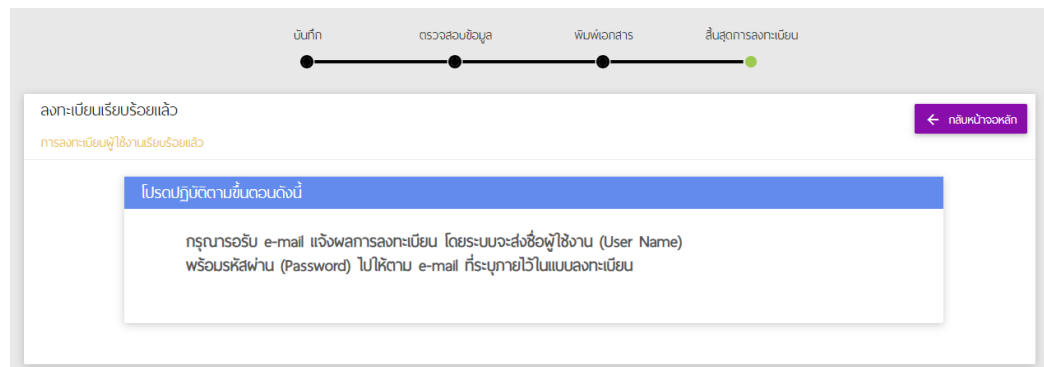 บันทึก
ตรวจสอบข้อมูล
พิมพ์เอกสาร
สิ้นสุดการลงทะเบียน
ลงทะเบียนเรียบร้อยแล้ว
← กลับหน้าจอหลัก
การลงทะเบียนผู้ใช้งานเรียบร้อยแล้ว
โปรดปฏิบัติตามขั้นตอนดังนี้
กรุณารอรับ e-mail แจ้งผลการลงทะเบียน โดยระบบจะส่งชื่อผู้ใช้งาน (User Name)
พร้อมรหัสผ่าน (Password) ไปให้ตาม e-mail ที่ระบุภายไว้ในแบบลงทะเบียน